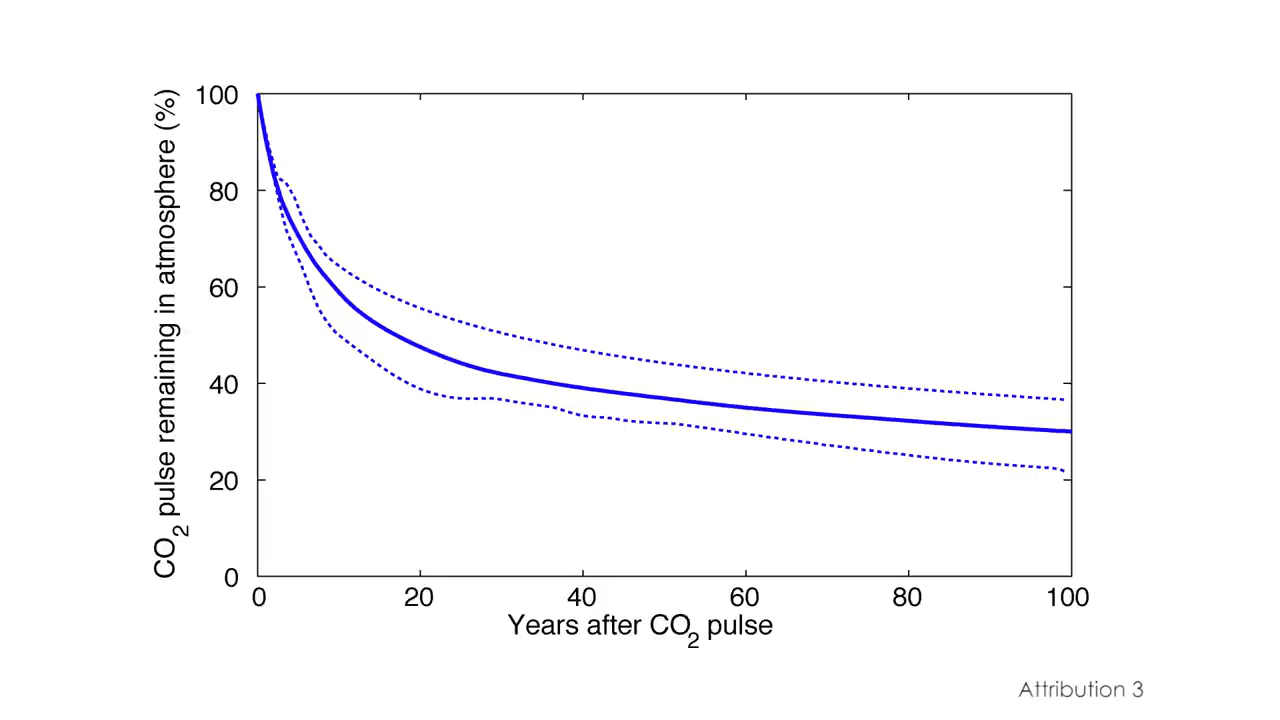 CO2 pulse remaining in atmosphere (%)
100
80
60
40
20
0
0 20 40 60 80 100
Years after CO2 pulse
Attribution 3